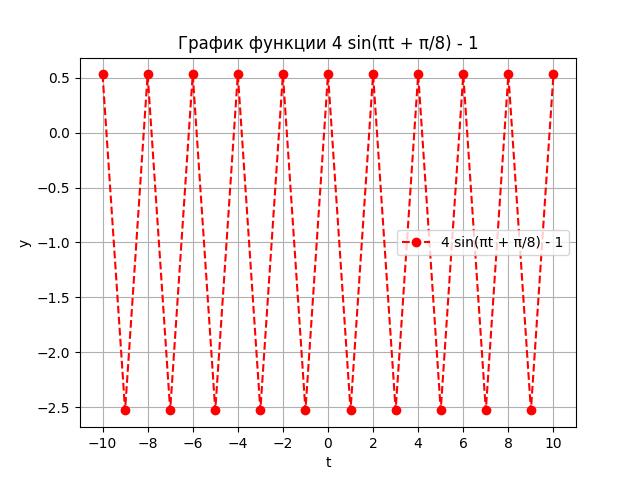 График функции 4 sin(πt + π/8) - 1
0.5
0.0
−0.5
−1.0
−1.5
−2.0
−2.5
y
4 sin(πt + π/8) - 1
−10 −8 −6 −4 −2 0 2 4 6 8 10
t